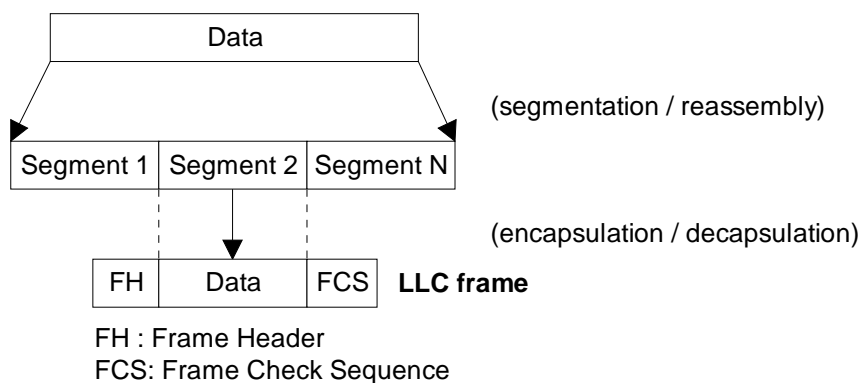 Data
(segmentation / reassembly)
Segment 1 Segment 2 Segment N
(encapsulation / decapsulation)
FH Data FCS LLC frame
FH : Frame Header
FCS: Frame Check Sequence